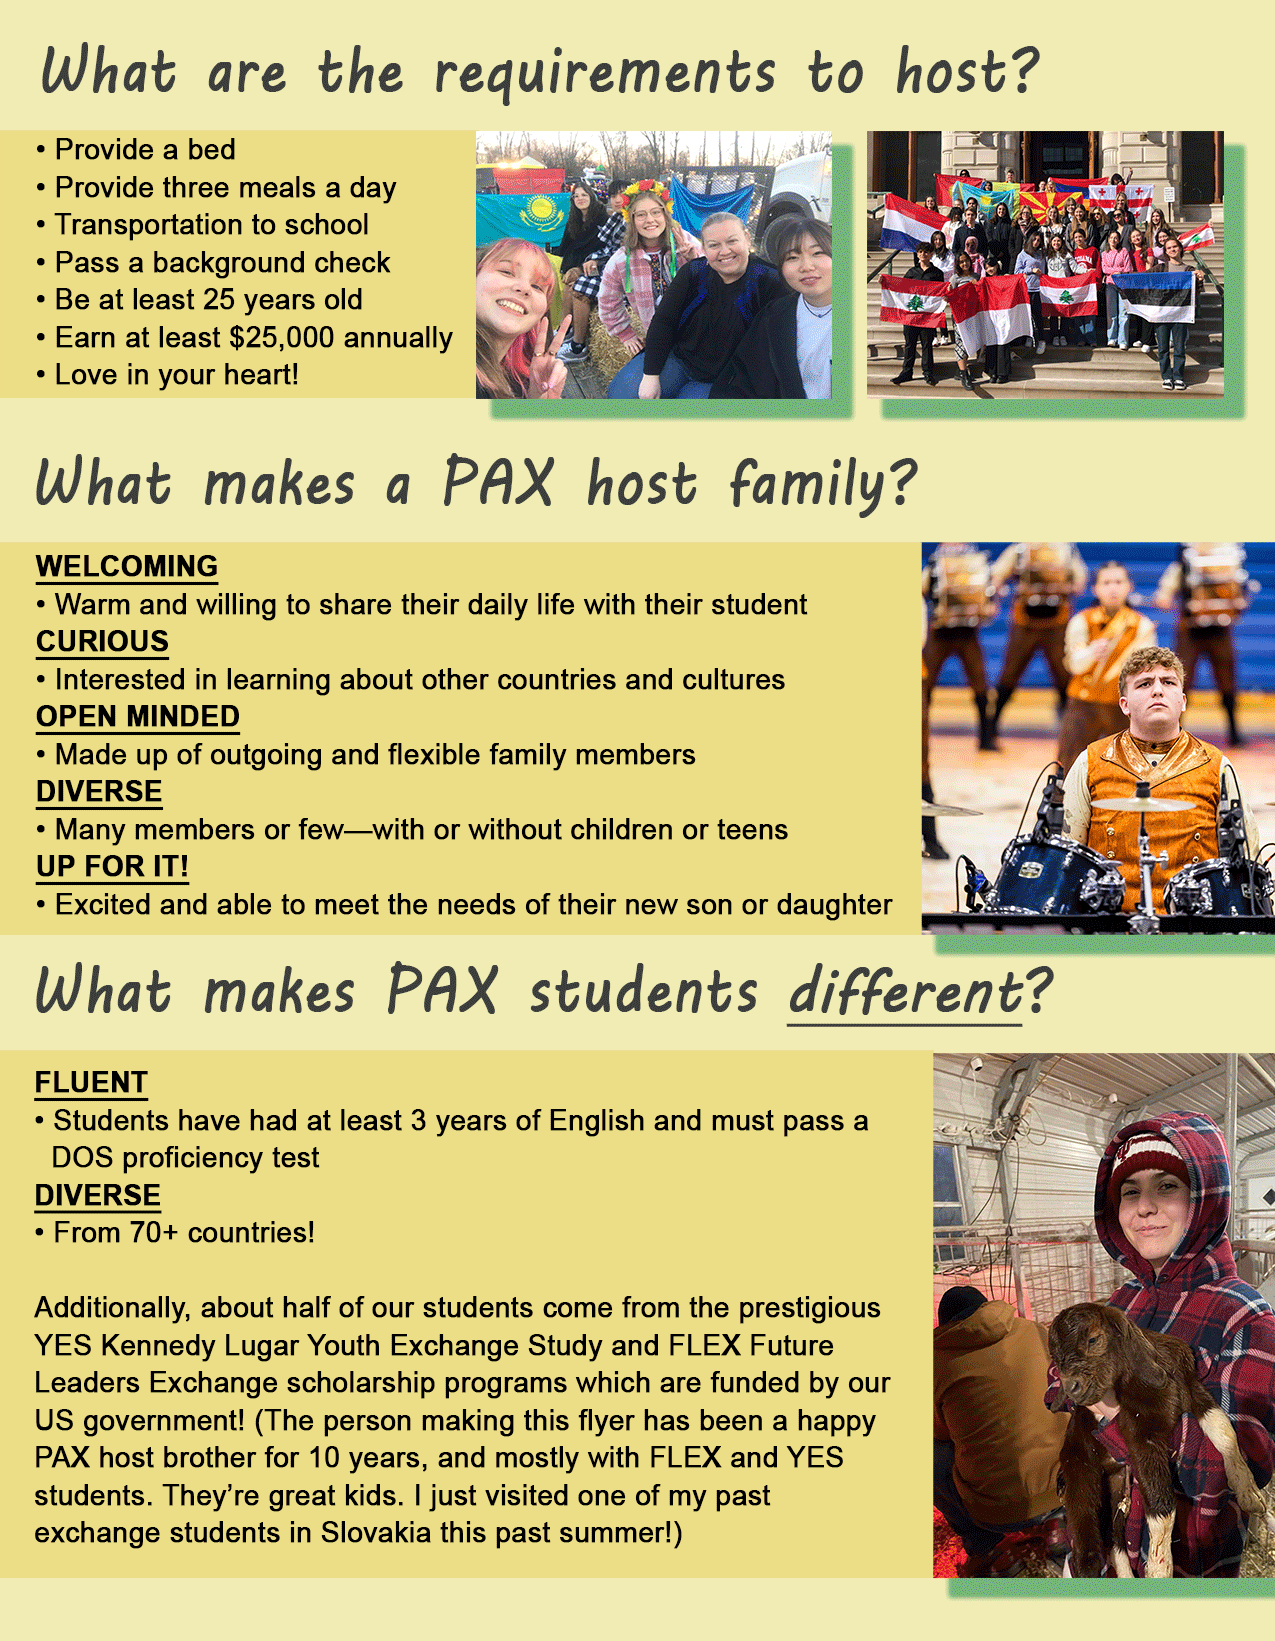 What are the requirements to host?
• Provide a bed
• Provide three meals a day
• Transportation to school
• Pass a background check
• Be at least 25 years old
• Earn at least $25,000 annually
• Love in your heart!
What makes a PAX host family?
WELCOMING
• Warm and willing to share their daily life with their student
CURIOUS
• Interested in learning about other countries and cultures
OPEN MINDED
• Made up of outgoing and flexible family members
DIVERSE
• Many members or few—with or without children or teens
UP FOR IT!
• Excited and able to meet the needs of their new son or daughter
What makes PAX students different?
FLUENT
• Students have had at least 3 years of English and must pass a
DOS proficiency test
DIVERSE
• From 70+ countries!
Additionally, about half of our students come from the prestigious
YES Kennedy Lugar Youth Exchange Study and FLEX Future
Leaders Exchange scholarship programs which are funded by our
US government! (The person making this flyer has been a happy
PAX host brother for 10 years, and mostly with FLEX and YES
students. They're great kids. I just visited one of my past
exchange students in Slovakia this past summer!)